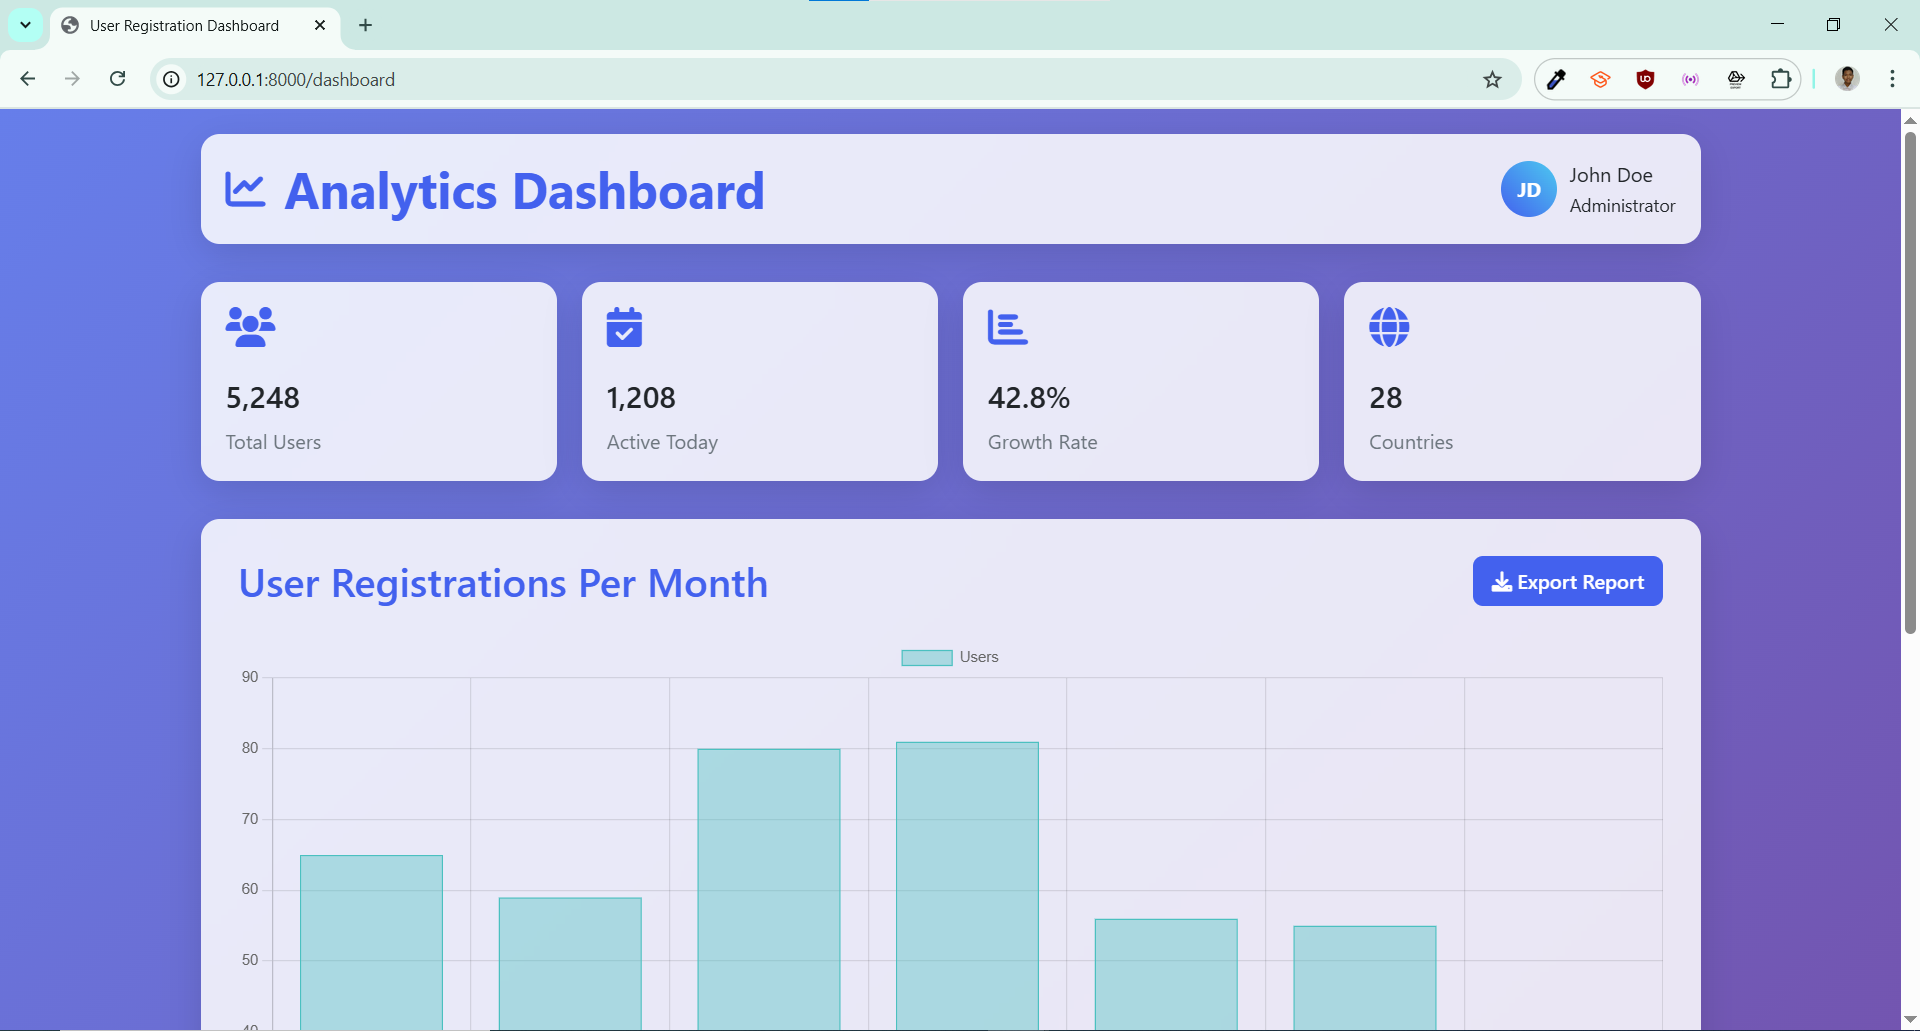 User Registration Dashboard
127.0.0.1:8000/dashboard
Analytics Dashboard
JD
John Doe
Administrator
5,248
Total Users
1,208
Active Today
42.8%
Growth Rate
28
Countries
User Registrations Per Month
Export Report
Users
90
80
70
60
50
40